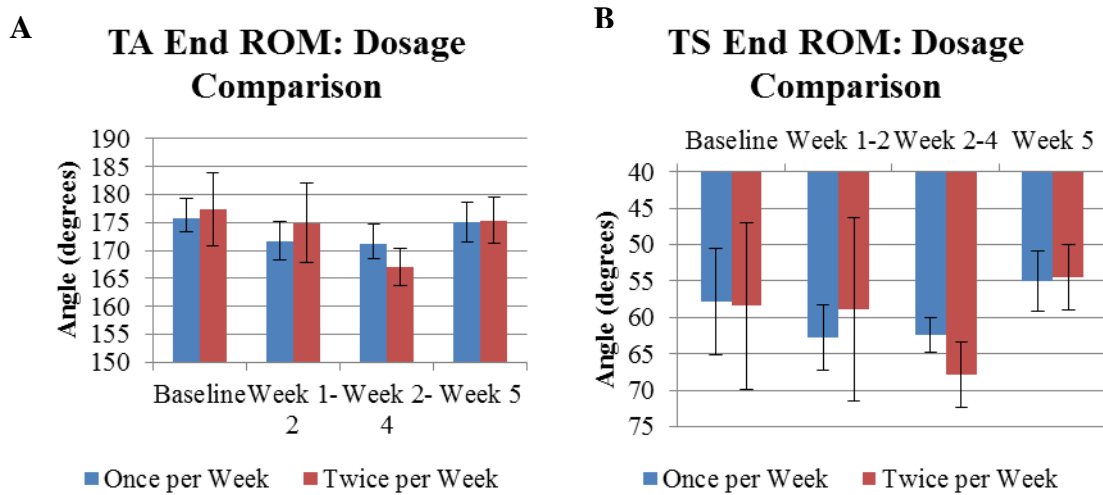 A
TA End ROM: Dosage
Comparison
Angle (degrees)
190
185
180
175
170
165
160
155
150
Baseline Week 1- Week 2- Week 5
2 4
Once per Week Twice per Week
B
TS End ROM: Dosage
Comparison
Baseline Week 1-2 Week 2-4 Week 5
Angle (degrees)
40
45
50
55
60
65
70
75
Once per Week Twice per Week